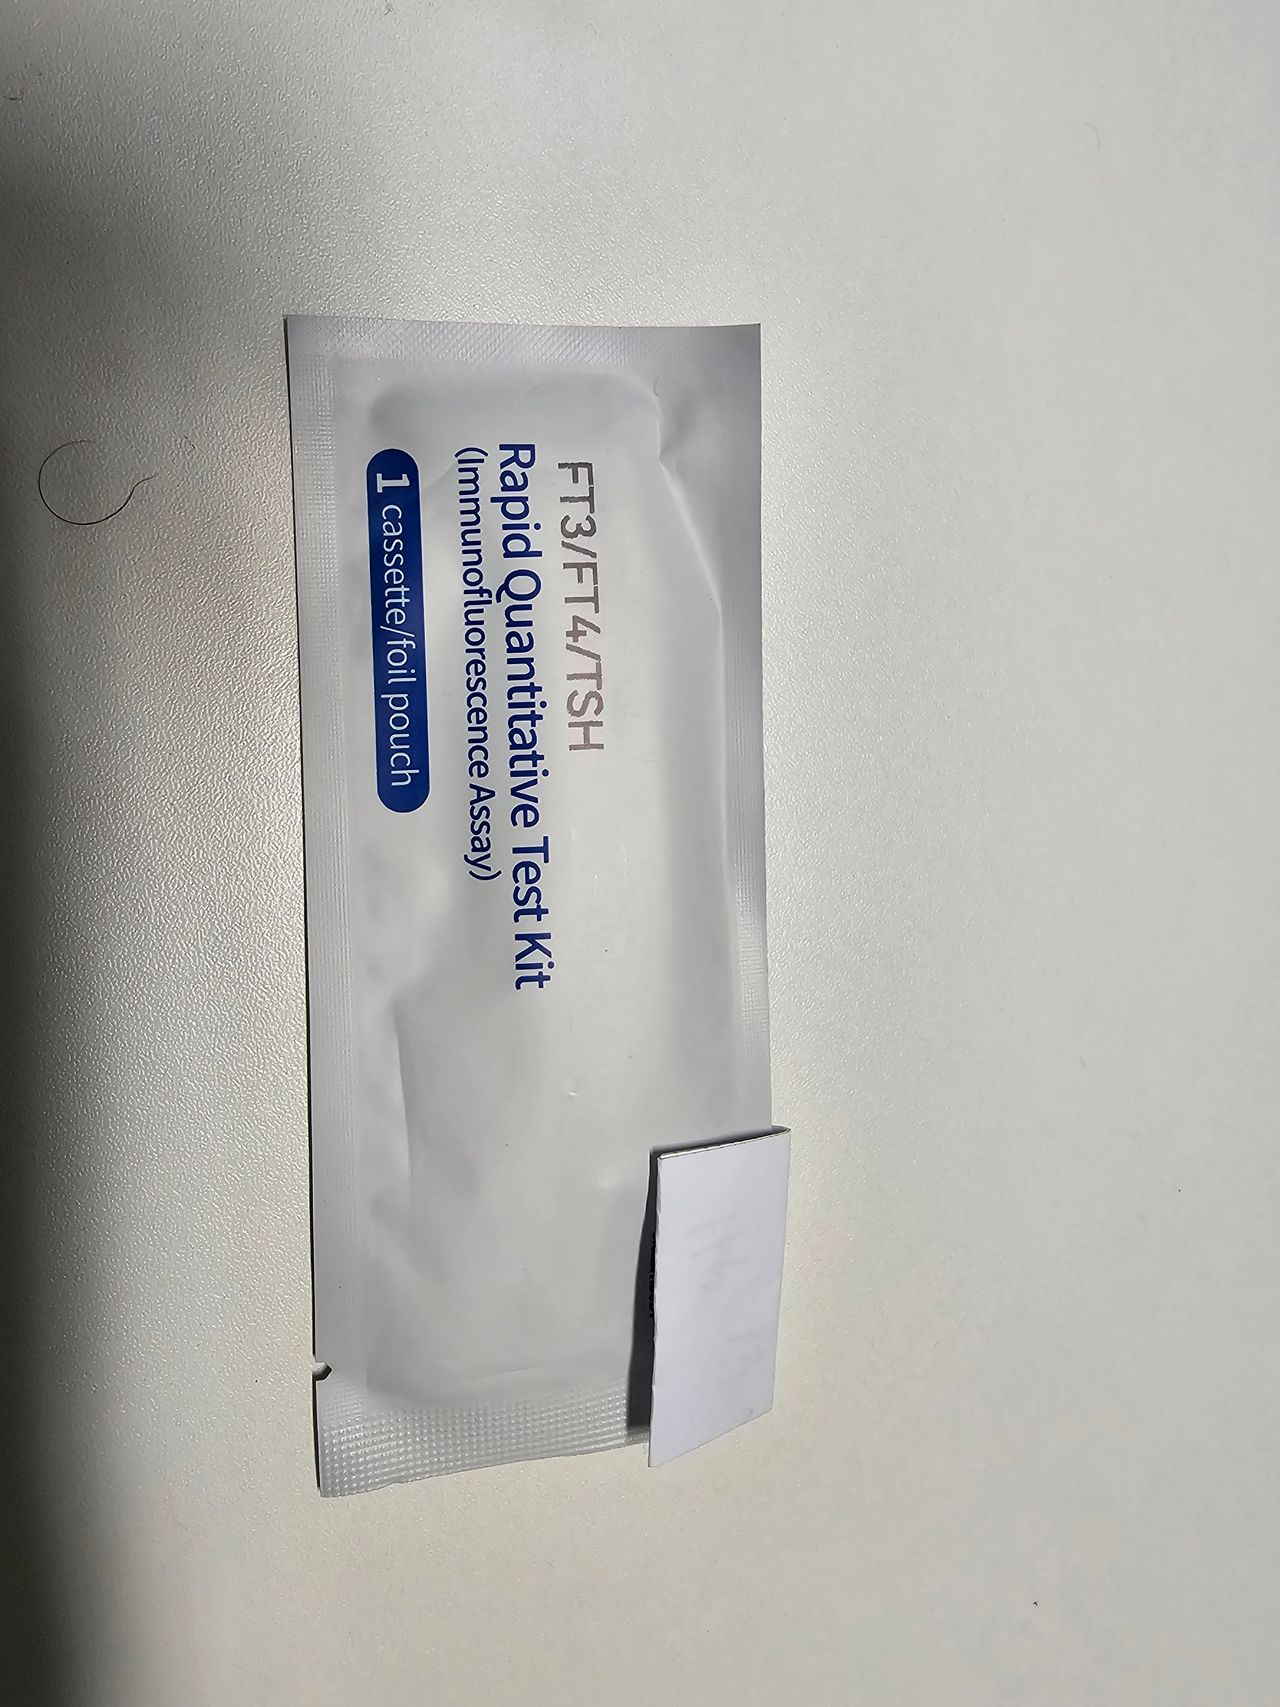 FT3/FT4/TSH
Rapid Quantitative Test Kit
(Immunofluorescence Assay)
1 cassette/foil pouch